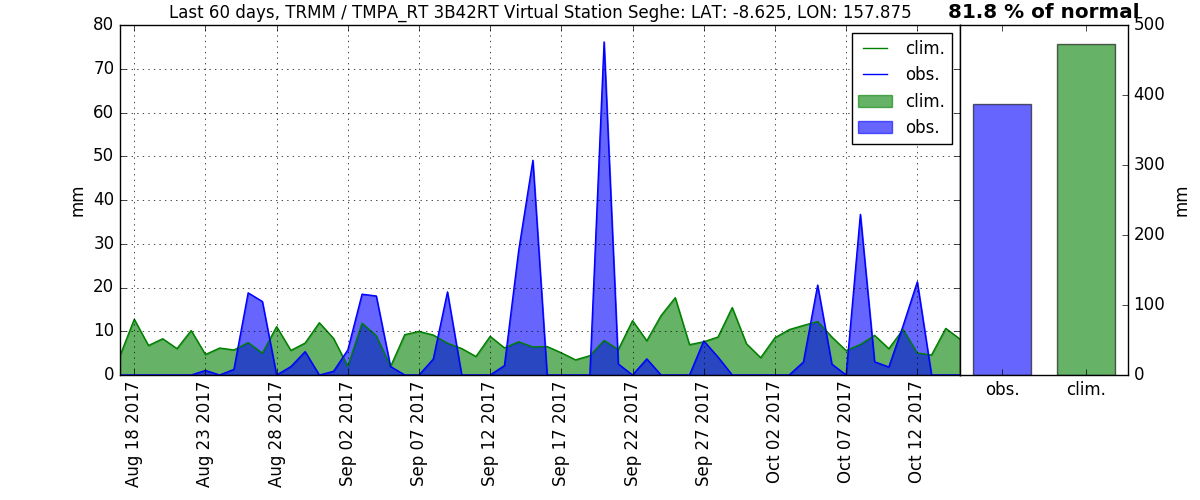 Last 60 days, TRMM / TMPA_RT 3B42RT Virtual Station Seghe: LAT: -8.625, LON: 157.875
81.8 % of normal
80
70
60
50
40
30
20
10
0
mm
clim.
obs.
clim.
obs.
Aug 18 2017
Aug 23 2017
Aug 28 2017
Sep 02 2017
Sep 07 2017
Sep 12 2017
Sep 17 2017
Sep 22 2017
Sep 27 2017
Oct 02 2017
Oct 07 2017
Oct 12 2017
500
400
300
200
100
0
mm
obs.
clim.